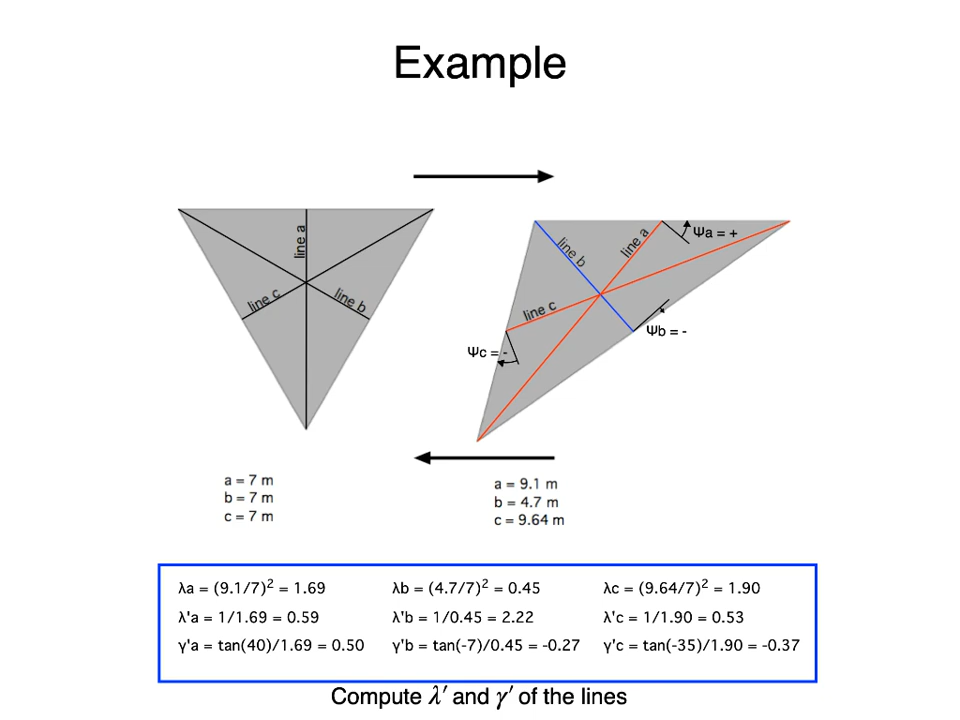 Example
line a
line c
line b
line b
line a
Ψa = +
line c
Ψb = -
Ψc = -
a = 7 m
b = 7 m
c = 7 m
a = 9.1 m
b = 4.7 m
c = 9.64 m
λa = (9.1/7)² = 1.69 λb = (4.7/7)² = 0.45 λc = (9.64/7)² = 1.90
λ'a = 1/1.69 = 0.59 λ'b = 1/0.45 = 2.22 λ'c = 1/1.90 = 0.53
γ'a = tan(40)/1.69 = 0.50 γ'b = tan(-7)/0.45 = -0.27 γ'c = tan(-35)/1.90 = -0.37
Compute λ′ and γ′ of the lines